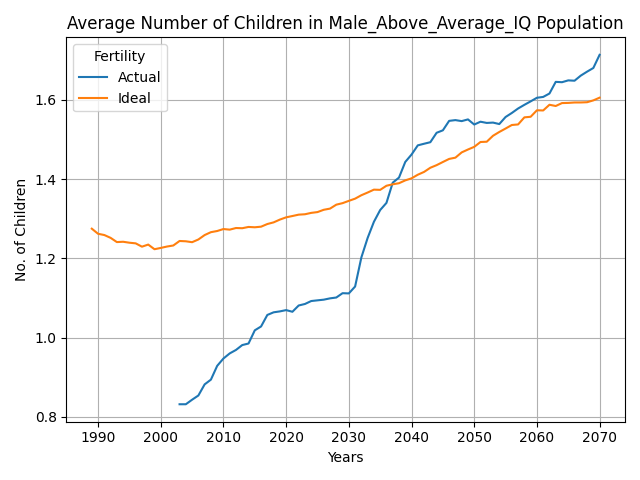 Average Number of Children in Male_Above_Average_IQ Population
Fertility
Actual
Ideal
No. of Children
1.6
1.4
1.2
1.0
0.8
1990 2000 2010 2020 2030 2040 2050 2060 2070
Years